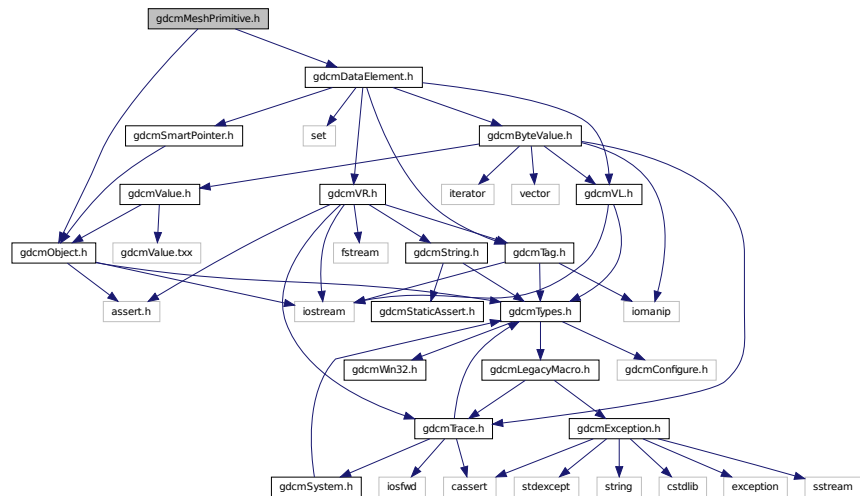 gdcmMeshPrimitive.h
gdcmDataElement.h
gdcmSmartPointer.h
set
gdcmByteValue.h
gdcmValue.h
gdcmVR.h
iterator
vector
gdcmVL.h
gdcmObject.h
gdcmValue.txx
fstream
gdcmString.h
gdcmTag.h
assert.h
iostream
gdcmStaticAssert.h
gdcmTypes.h
iomanip
gdcmWin32.h
gdcmLegacyMacro.h
gdcmConfigure.h
gdcmTrace.h
gdcmException.h
gdcmSystem.h
iosfwd
cassert
stdexcept
string
cstdlib
exception
sstream